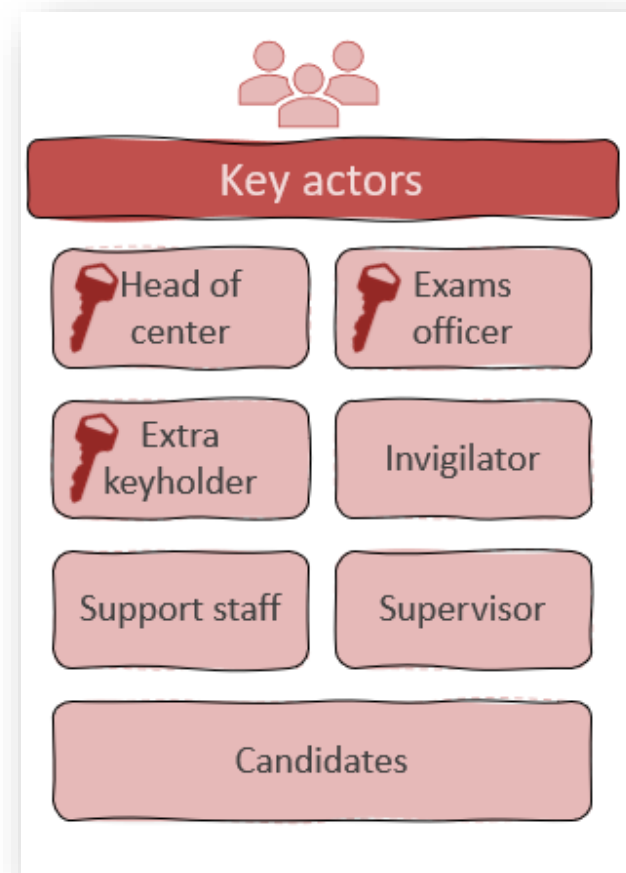 Key actors
Head of
center
Exams
officer
Extra
keyholder
Invigilator
Support staff
Supervisor
Candidates